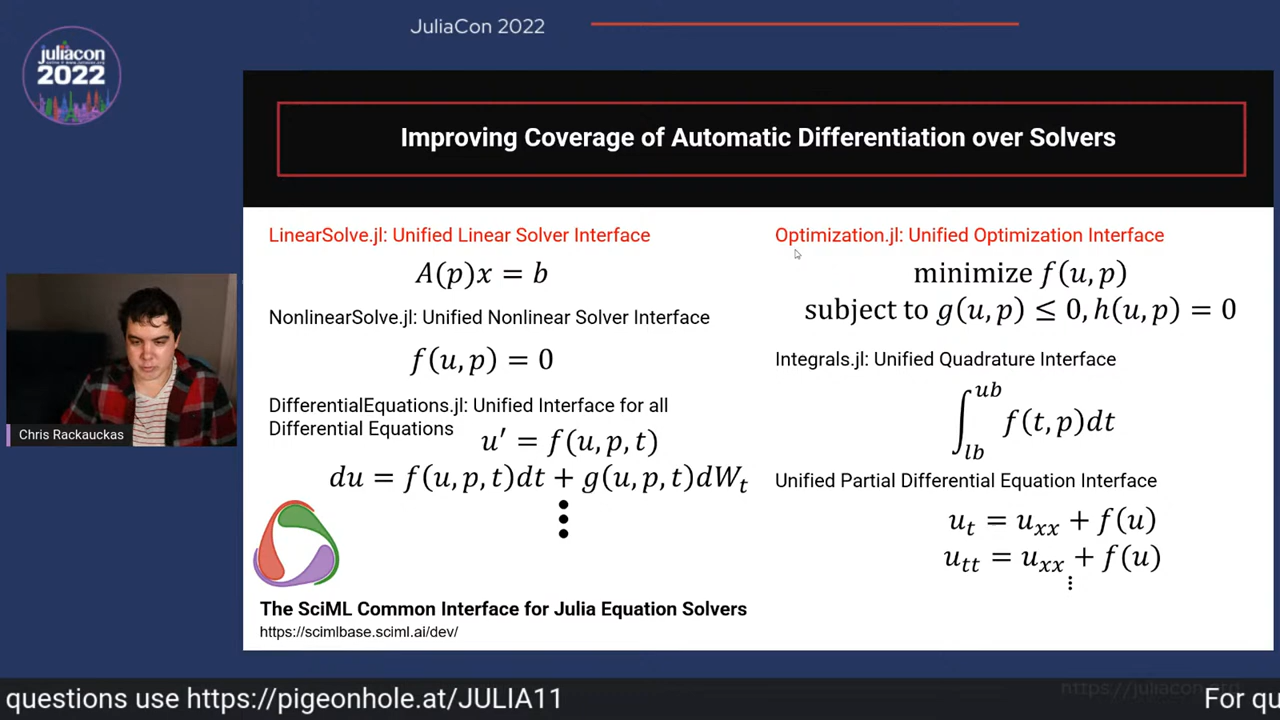 JuliaCon 2022
juliacon
2022
Improving Coverage of Automatic Differentiation over Solvers
LinearSolve.jl: Unified Linear Solver Interface
A(p)x = b
NonlinearSolve.jl: Unified Nonlinear Solver Interface
f(u, p) = 0
DifferentialEquations.jl: Unified Interface for all
Differential Equations
u′ = f(u, p, t)
du = f(u, p, t)dt + g(u, p, t)dWₜ
⋮
Optimization.jl: Unified Optimization Interface
minimize f(u, p)
subject to g(u, p) ≤ 0, h(u, p) = 0
Integrals.jl: Unified Quadrature Interface
∫_lb^ub f(t, p)dt
Unified Partial Differential Equation Interface
u_t = u_xx + f(u)
u_tt = u_xx + f(u)
⋮
The SciML Common Interface for Julia Equation Solvers
https://scimlbase.sciml.ai/dev/
Chris Rackauckas
https://juliacon.org
questions use https://pigeonhole.at/JULIA11
For qu